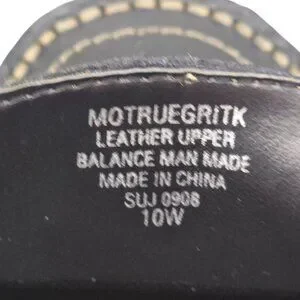 MOTRUEGRITK
LEATHER UPPER
BALANCE MAN MADE
MADE IN CHINA
SUJ 0908
10W